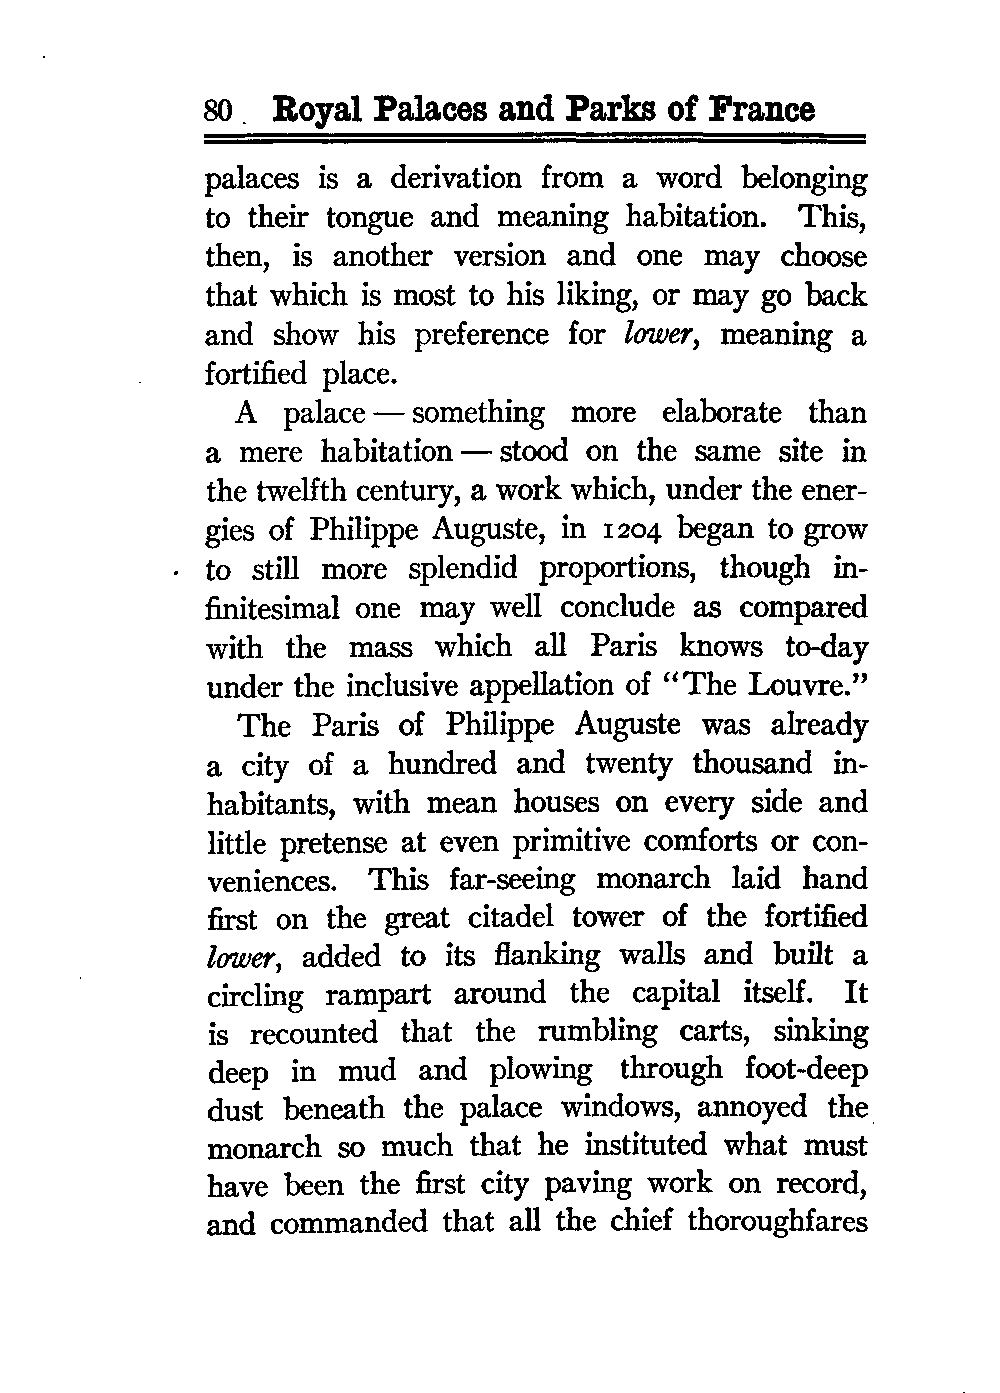 80 Royal Palaces and Parks of France
palaces is a derivation from a word belonging
to their tongue and meaning habitation. This,
then, is another version and one may choose
that which is most to his liking, or may go back
and show his preference for lower, meaning a
fortified place.
A palace — something more elaborate than
a mere habitation — stood on the same site in
the twelfth century, a work which, under the ener-
gies of Philippe Auguste, in 1204 began to grow
to still more splendid proportions, though in-
finitesimal one may well conclude as compared
with the mass which all Paris knows to-day
under the inclusive appellation of "The Louvre."
The Paris of Philippe Auguste was already
a city of a hundred and twenty thousand in-
habitants, with mean houses on every side and
little pretense at even primitive comforts or con-
veniences. This far-seeing monarch laid hand
first on the great citadel tower of the fortified
lower, added to its flanking walls and built a
circling rampart around the capital itself. It
is recounted that the rumbling carts, sinking
deep in mud and plowing through foot-deep
dust beneath the palace windows, annoyed the
monarch so much that he instituted what must
have been the first city paving work on record,
and commanded that all the chief thoroughfares